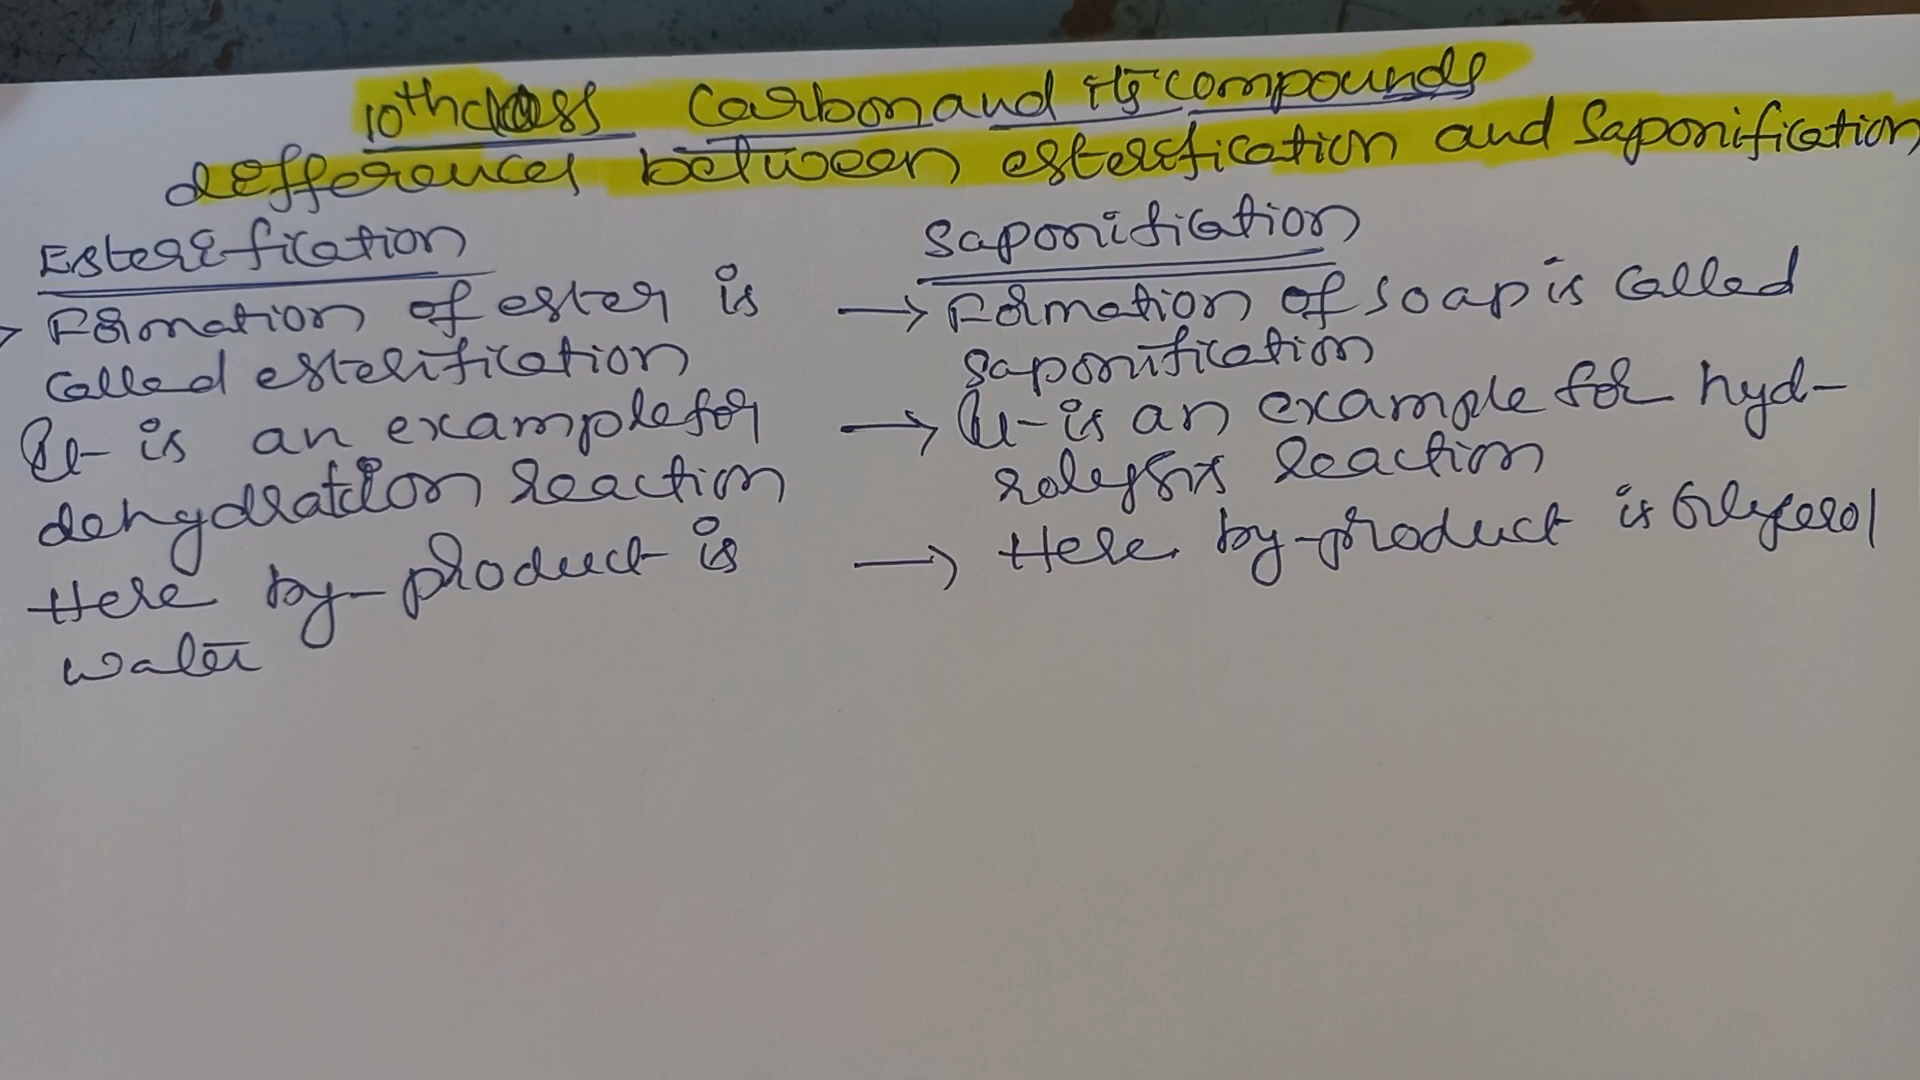 10th class Carbon and its compounds
differences between esterification and Saponification
Esterification
Formation of ester is
called esterification
It is an example for
dehydration reaction
Here by-product is
water
Saponification
→ Formation of soap is called
saponification
→ It is an example for hyd-
rolysis reaction
→ Here by-product is Glycerol